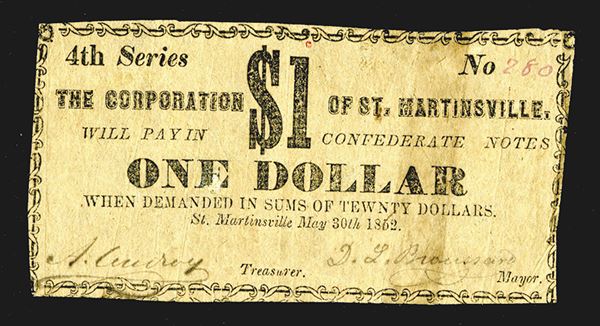 4th Series $1 No 280
THE CORPORATION OF ST. MARTINSVILLE,
WILL PAY IN CONFEDERATE NOTES
ONE DOLLAR
WHEN DEMANDED IN SUMS OF TEWNTY DOLLARS.
St. Martinsville May 30th 1862.
Treasurer. D. L. Broussard Mayor.